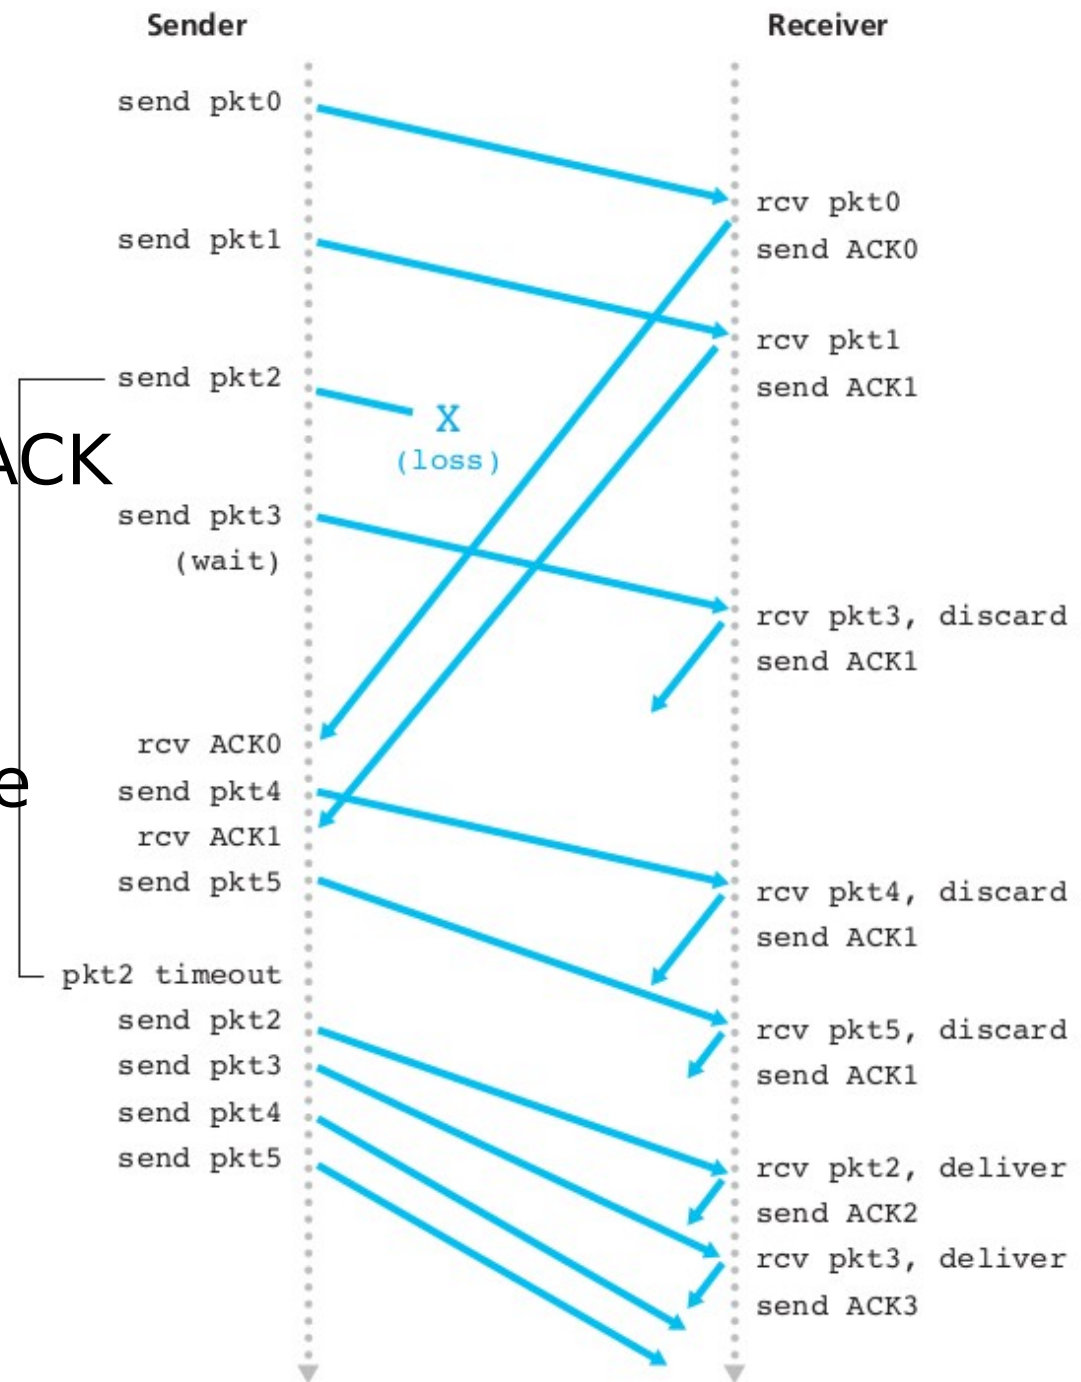 Sender
Receiver
send pkt0
rcv pkt0
send pkt1
send ACK0
rcv pkt1
send pkt2
send ACK1
X
(loss)
ACK
send pkt3
(wait)
rcv pkt3, discard
send ACK1
rcv ACK0
e
send pkt4
rcv ACK1
send pkt5
rcv pkt4, discard
send ACK1
pkt2 timeout
send pkt2
rcv pkt5, discard
send pkt3
send ACK1
send pkt4
send pkt5
rcv pkt2, deliver
send ACK2
rcv pkt3, deliver
send ACK3